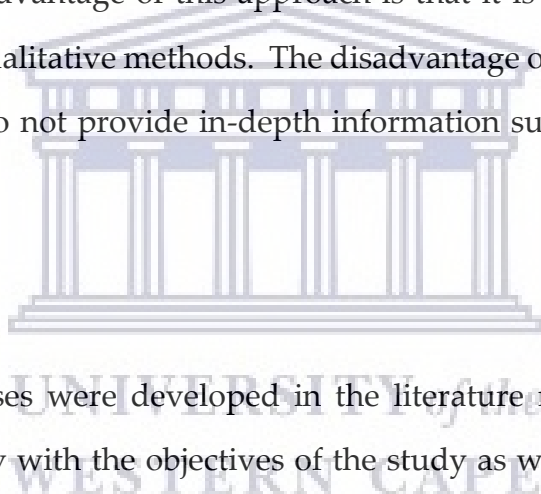 advantage of this approach is that it is
qualitative methods. The disadvantage o
o not provide in-depth information su
ses were developed in the literature r
UNIVERSITY of the
y with the objectives of the study as w
WESTERN CAPE